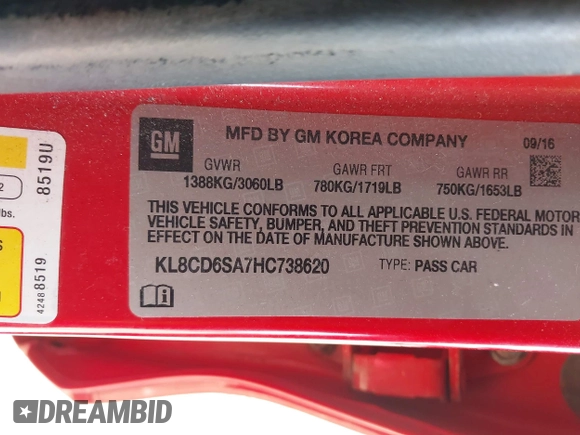 GM
MFD BY GM KOREA COMPANY
09/16
GVWR
GAWR FRT
GAWR RR
1388KG/3060LB
780KG/1719LB
750KG/1653LB
THIS VEHICLE CONFORMS TO ALL APPLICABLE U.S. FEDERAL MOTOR
VEHICLE SAFETY, BUMPER, AND THEFT PREVENTION STANDARDS IN
EFFECT ON THE DATE OF MANUFACTURE SHOWN ABOVE.
KL8CD6SA7HC738620
TYPE: PASS CAR
8519U
2
lbs.
42488519
DREAMBID